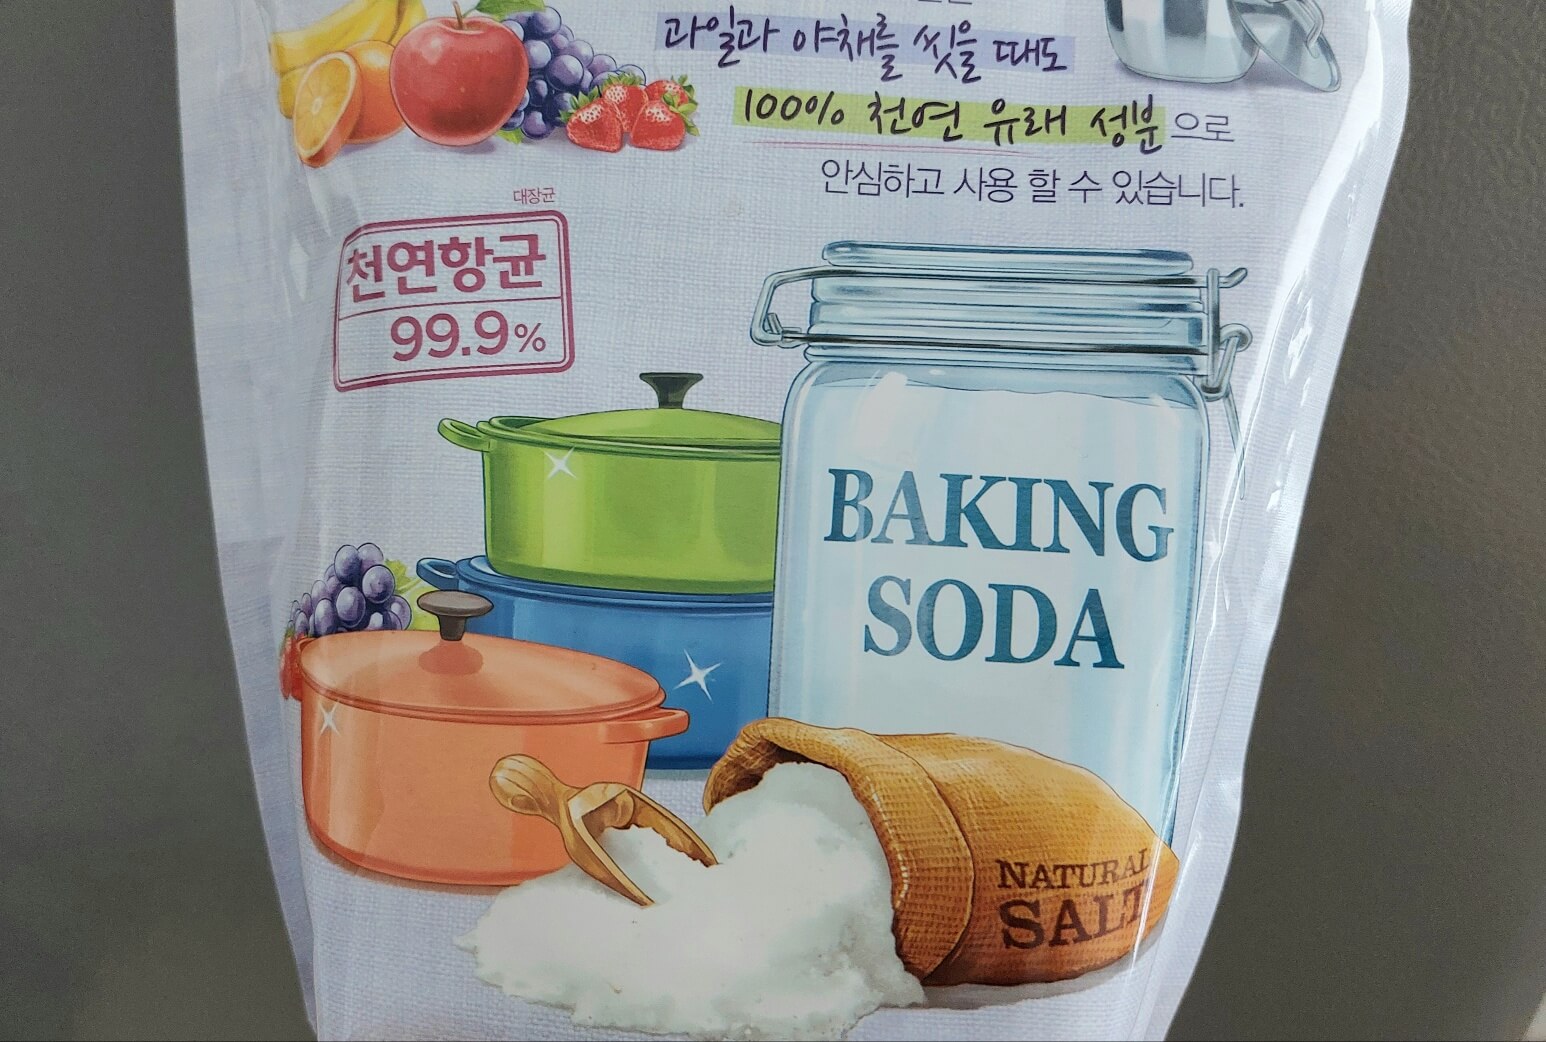 과일과 야채를 씻을 때도
100% 천연 유래 성분으로
안심하고 사용 할 수 있습니다.
대장균
천연항균
99.9%
BAKING
SODA
NATURAL
SALT